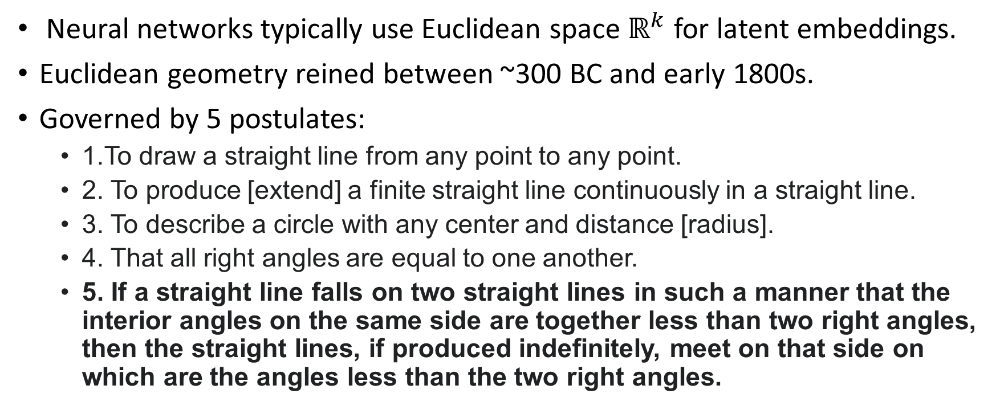 • Neural networks typically use Euclidean space ℝᵏ for latent embeddings.
• Euclidean geometry reined between ~300 BC and early 1800s.
• Governed by 5 postulates:
• 1.To draw a straight line from any point to any point.
• 2. To produce [extend] a finite straight line continuously in a straight line.
• 3. To describe a circle with any center and distance [radius].
• 4. That all right angles are equal to one another.
• 5. If a straight line falls on two straight lines in such a manner that the
interior angles on the same side are together less than two right angles,
then the straight lines, if produced indefinitely, meet on that side on
which are the angles less than the two right angles.